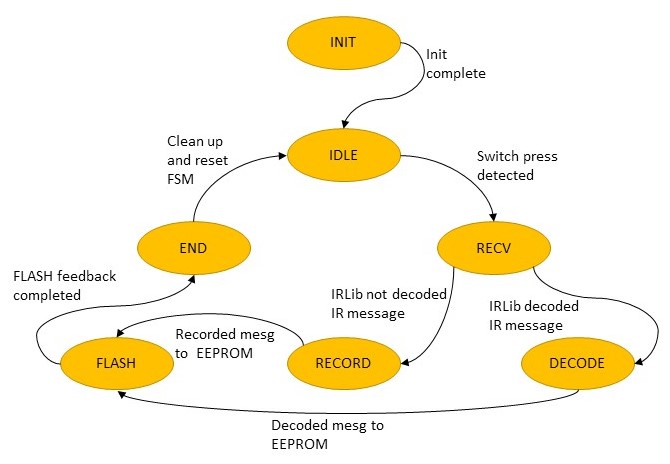 INIT
Init
complete
IDLE
Clean up
and reset
FSM
Switch press
detected
END
RECV
FLASH feedback
completed
IRLib not decoded
IR message
IRLib decoded
IR message
Recorded mesg
to EEPROM
FLASH
RECORD
DECODE
Decoded mesg to
EEPROM